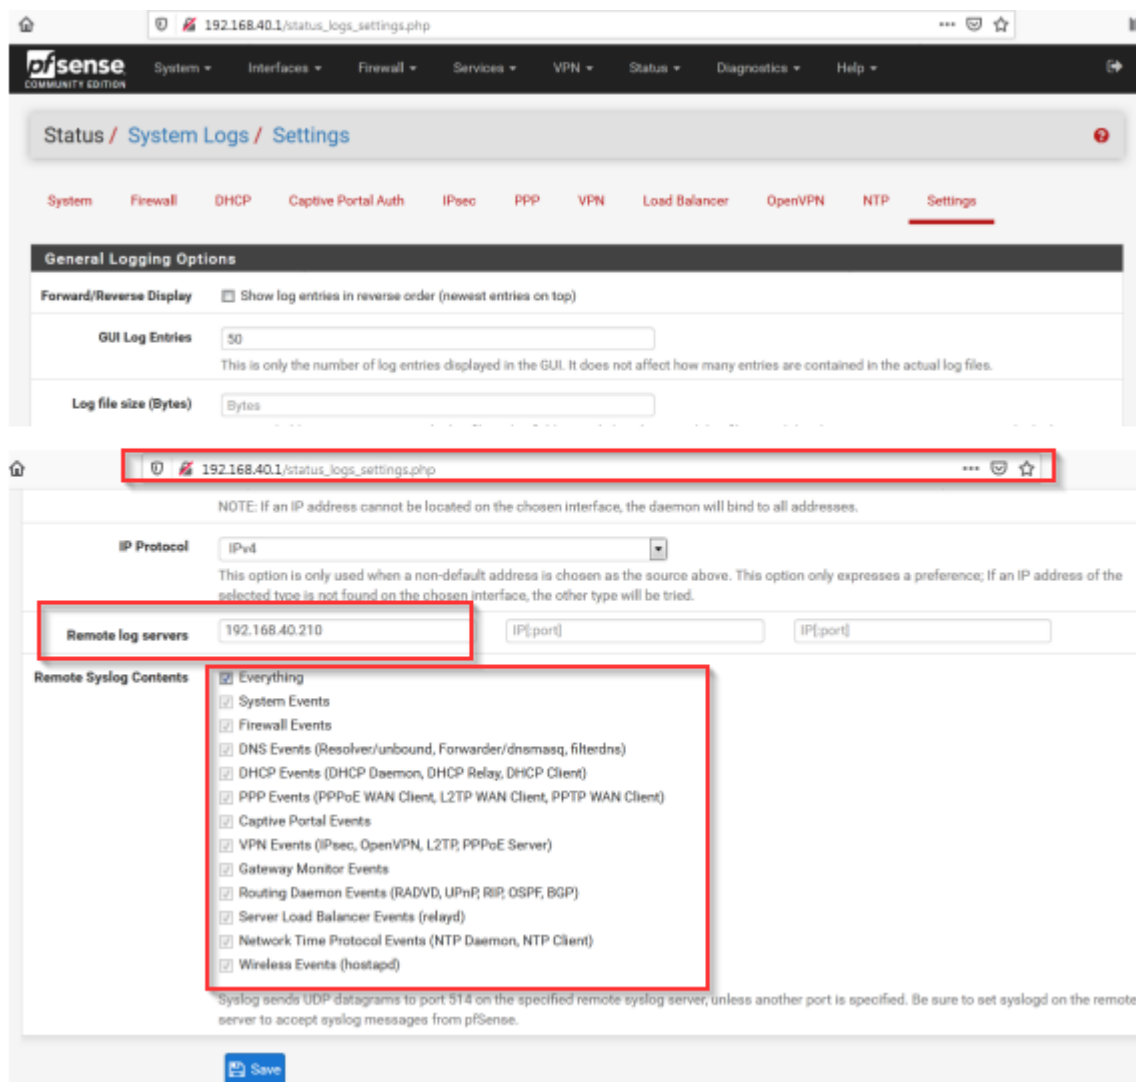 192.168.40.1/status_logs_settings.php
pfsense
COMMUNITY EDITION
System Interfaces Firewall Services VPN Status Diagnostics Help
Status / System Logs / Settings
System Firewall DHCP Captive Portal Auth IPsec PPP VPN Load Balancer OpenVPN NTP Settings
General Logging Options
Forward/Reverse Display Show log entries in reverse order (newest entries on top)
GUI Log Entries 50
This is only the number of log entries displayed in the GUI. It does not affect how many entries are contained in the actual log files.
Log file size (Bytes) Bytes
192.168.40.1/status_logs_settings.php
NOTE: If an IP address cannot be located on the chosen interface, the daemon will bind to all addresses.
IP Protocol IPv4
This option is only used when a non-default address is chosen as the source above. This option only expresses a preference; If an IP address of the
selected type is not found on the chosen interface, the other type will be tried.
Remote log servers 192.168.40.210 IP[:port] IP[:port]
Remote Syslog Contents Everything
System Events
Firewall Events
DNS Events (Resolver/unbound, Forwarder/dnsmasq, filterdns)
DHCP Events (DHCP Daemon, DHCP Relay, DHCP Client)
PPP Events (PPPoE WAN Client, L2TP WAN Client, PPTP WAN Client)
Captive Portal Events
VPN Events (IPsec, OpenVPN, L2TP, PPPoE Server)
Gateway Monitor Events
Routing Daemon Events (RADVD, UPnP, RIP, OSPF, BGP)
Server Load Balancer Events (relayd)
Network Time Protocol Events (NTP Daemon, NTP Client)
Wireless Events (hostapd)
Syslog sends UDP datagrams to port 514 on the specified remote syslog server, unless another port is specified. Be sure to set syslogd on the remote
server to accept syslog messages from pfSense.
Save